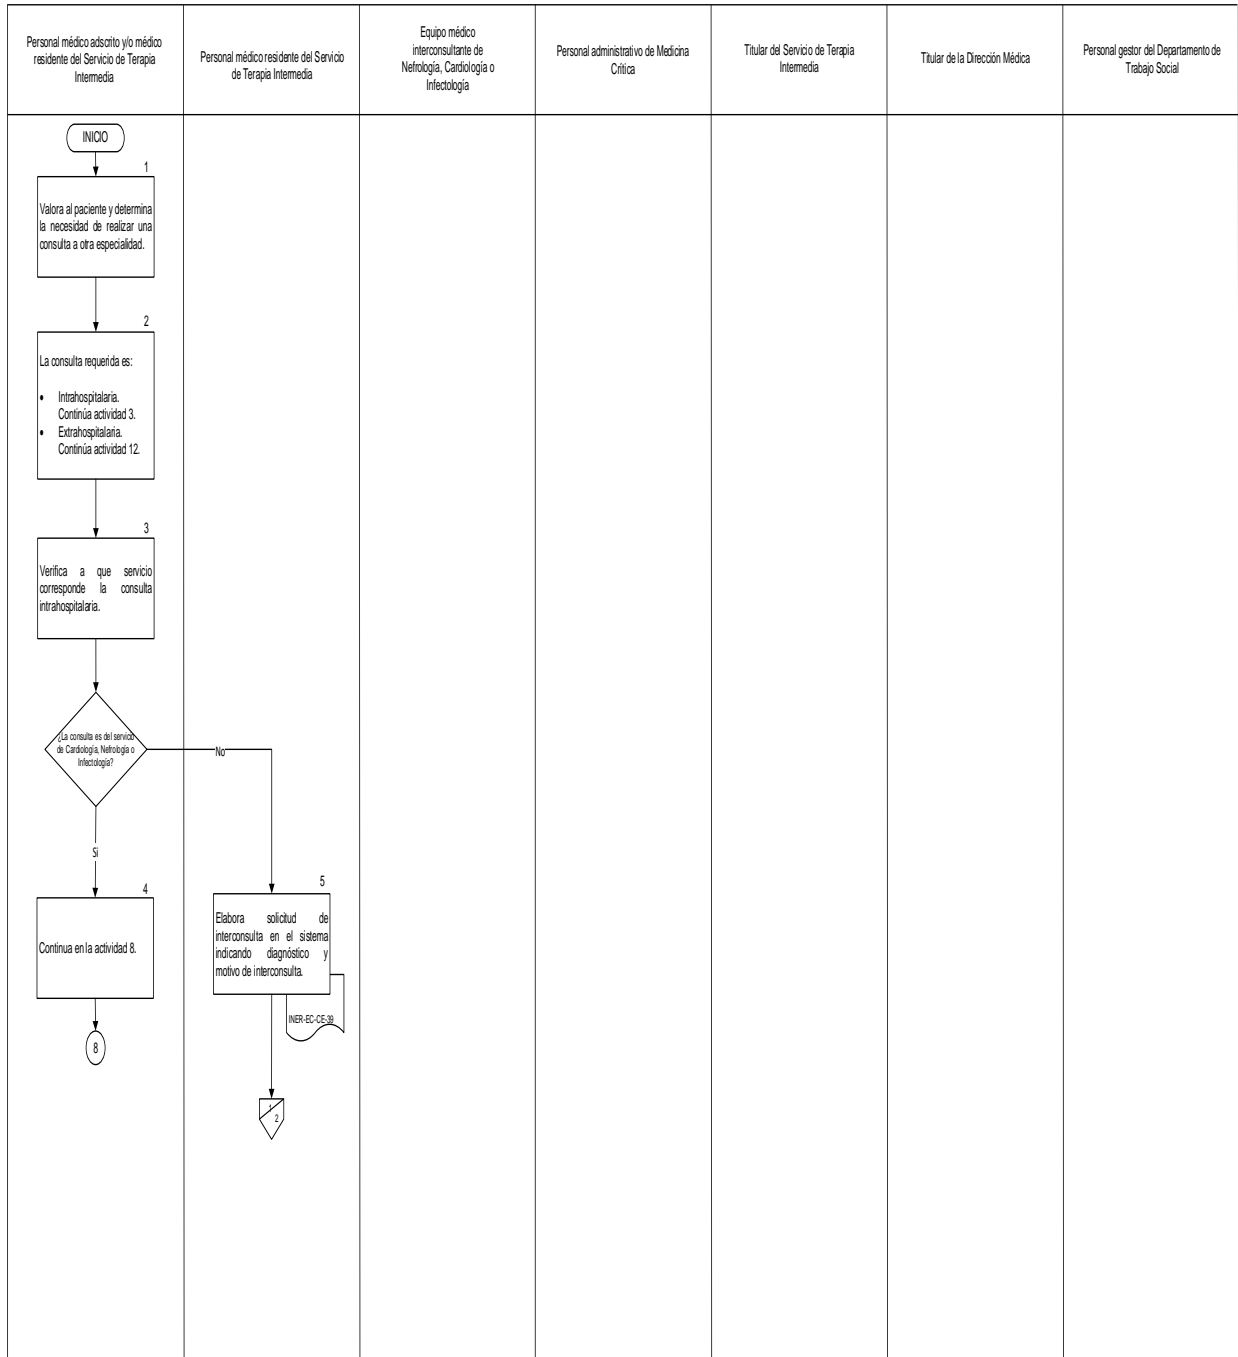 Personal médico adscrito y/o médico
residente del Servicio de Terapia
Intermedia
Personal médico residente del Servicio
de Terapia Intermedia
Equipo médico
interconsultante de
Nefrología, Cardiología o
Infectología
Personal administrativo de Medicina
Crítica
Titular del Servicio de Terapia
Intermedia
Titular de la Dirección Médica
Personal gestor del Departamento de
Trabajo Social
INICIO
1
Valora al paciente y determina
la necesidad de realizar una
consulta a otra especialidad.
2
La consulta requerida es:
• Intrahospitalaria.
Continúa actividad 3.
• Extrahospitalaria.
Continúa actividad 12.
3
Verifica a que servicio
corresponde la consulta
intrahospitalaria.
¿La consulta es del servicio
de Cardiología, Nefrología o
Infectología?
No
Si
4
Continua en la actividad 8.
8
5
Elabora solicitud de
interconsulta en el sistema
indicando diagnóstico y
motivo de interconsulta.
INER-EC-CE-39
1
2